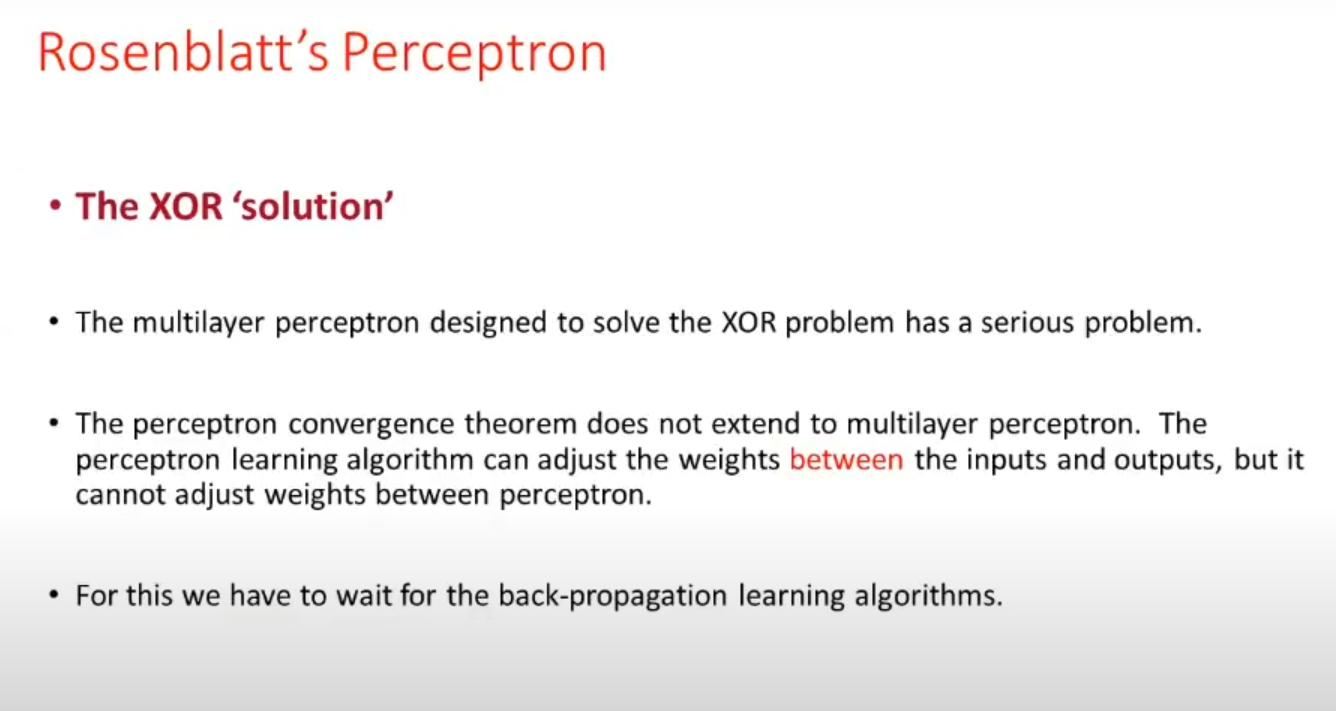 Rosenblatt’s Perceptron
• The XOR ‘solution’
• The multilayer perceptron designed to solve the XOR problem has a serious problem.
• The perceptron convergence theorem does not extend to multilayer perceptron. The
perceptron learning algorithm can adjust the weights between the inputs and outputs, but it
cannot adjust weights between perceptron.
• For this we have to wait for the back-propagation learning algorithms.